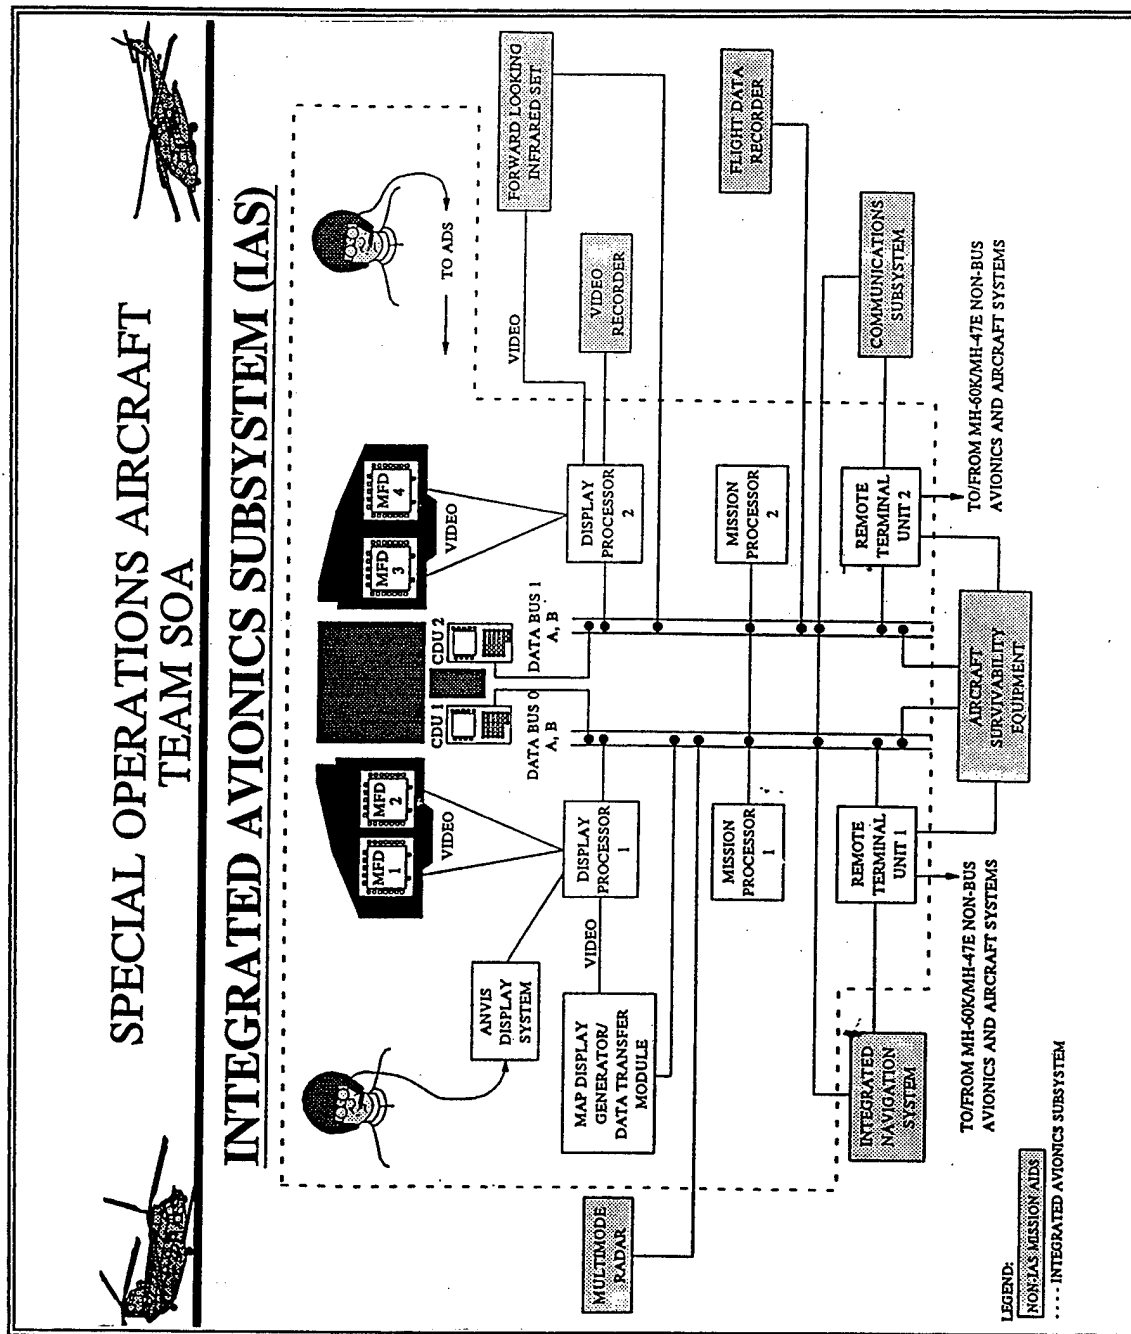 SPECIAL OPERATIONS AIRCRAFT
TEAM SOA
INTEGRATED AVIONICS SUBSYSTEM (IAS)
MFD
1
MFD
2
VIDEO
CDU 1
CDU 2
MFD
3
MFD
4
VIDEO
TO ADS
ANVIS
DISPLAY
SYSTEM
DATA BUS 0
A, B
DATA BUS 1
A, B
VIDEO
FORWARD LOOKING
INFRARED SET
MULTIMODE
RADAR
MAP DISPLAY
GENERATOR/
DATA TRANSFER
MODULE
VIDEO
DISPLAY
PROCESSOR
1
DISPLAY
PROCESSOR
2
VIDEO
RECORDER
MISSION
PROCESSOR
1
MISSION
PROCESSOR
2
FLIGHT DATA
RECORDER
INTEGRATED
NAVIGATION
SYSTEM
REMOTE
TERMINAL
UNIT 1
REMOTE
TERMINAL
UNIT 2
COMMUNICATIONS
SUBSYSTEM
TO/FROM MH-60K/MH-47E NON-BUS
AVIONICS AND AIRCRAFT SYSTEMS
AIRCRAFT
SURVIVABILITY
EQUIPMENT
TO/FROM MH-60K/MH-47E NON-BUS
AVIONICS AND AIRCRAFT SYSTEMS
LEGEND:
NON-IAS MISSION AIDS
- - - - INTEGRATED AVIONICS SUBSYSTEM